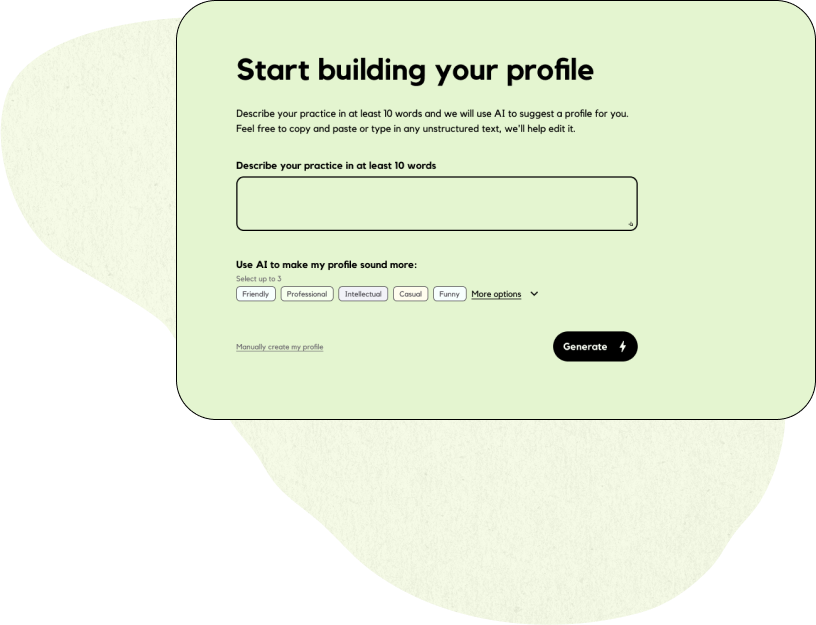 Start building your profile
Describe your practice in at least 10 words and we will use AI to suggest a profile for you.
Feel free to copy and paste or type in any unstructured text, we'll help edit it.
Describe your practice in at least 10 words
Use AI to make my profile sound more:
Select up to 3
Friendly Professional Intellectual Casual Funny More options
Manually create my profile Generate